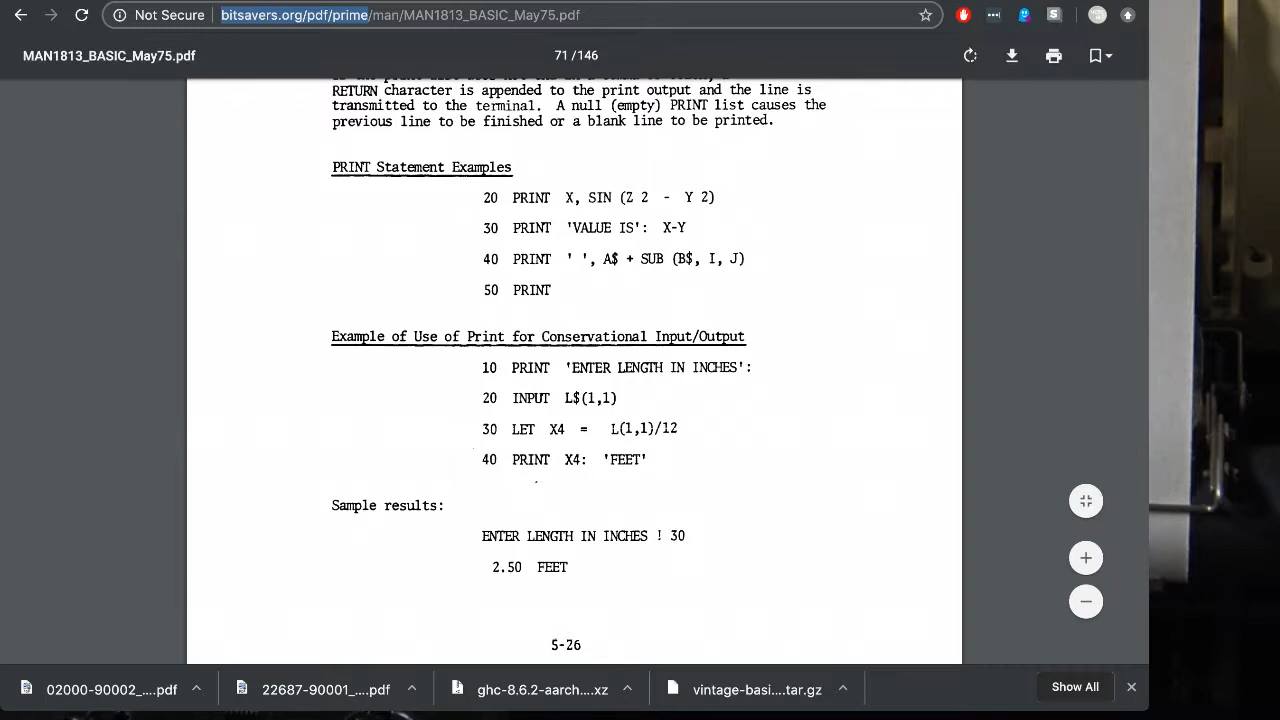 Not Secure bitsavers.org/pdf/prime/man/MAN1813_BASIC_May75.pdf
MAN1813_BASIC_May75.pdf 71 / 146
RETURN character is appended to the print output and the line is
transmitted to the terminal. A null (empty) PRINT list causes the
previous line to be finished or a blank line to be printed.
PRINT Statement Examples
20 PRINT X, SIN (Z 2 - Y 2)
30 PRINT 'VALUE IS': X-Y
40 PRINT ' ', A$ + SUB (B$, I, J)
50 PRINT
Example of Use of Print for Conservational Input/Output
10 PRINT 'ENTER LENGTH IN INCHES':
20 INPUT L$(1,1)
30 LET X4 = L(1,1)/12
40 PRINT X4: 'FEET'
Sample results:
ENTER LENGTH IN INCHES ! 30
2.50 FEET
5-26
02000-90002_....pdf 22687-90001_....pdf ghc-8.6.2-aarch....xz vintage-basi....tar.gz Show All